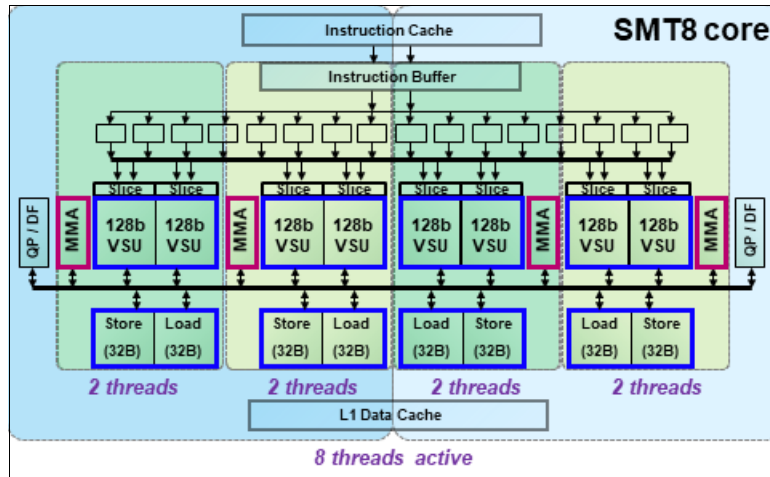 SMT8 core
Instruction Cache
Instruction Buffer
Slice Slice Slice Slice Slice Slice Slice Slice
QP / DF MMA 128b VSU 128b VSU MMA 128b VSU 128b VSU 128b VSU 128b VSU MMA 128b VSU 128b VSU MMA QP / DF
Store (32B) Load (32B) Store (32B) Load (32B) Load (32B) Store (32B) Load (32B) Store (32B)
2 threads 2 threads 2 threads 2 threads
L1 Data Cache
8 threads active